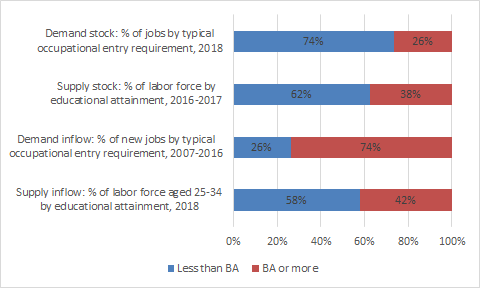 Demand stock: % of jobs by typical
occupational entry requirement, 2018
74%
26%
Supply stock: % of labor force by
educational attainment, 2016-2017
62%
38%
Demand inflow: % of new jobs by typical
occupational entry requirement, 2007-2016
26%
74%
Supply inflow: % of labor force aged 25-34
by educational attainment, 2018
58%
42%
0% 20% 40% 60% 80% 100%
Less than BA BA or more